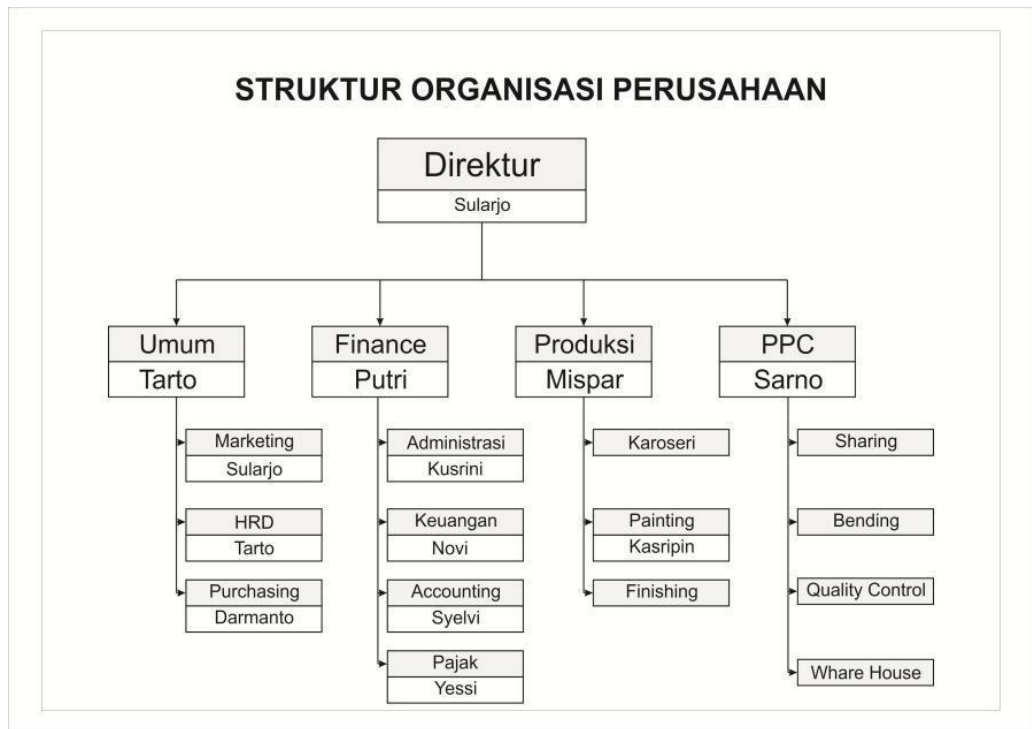 STRUKTUR ORGANISASI PERUSAHAAN
Direktur
Sularjo
Umum
Tarto
Marketing
Sularjo
HRD
Tarto
Purchasing
Darmanto
Finance
Putri
Administrasi
Kusrini
Keuangan
Novi
Accounting
Syelvi
Pajak
Yessi
Produksi
Mispar
Karoseri
Painting
Kasripin
Finishing
PPC
Sarno
Sharing
Bending
Quality Control
Whare House